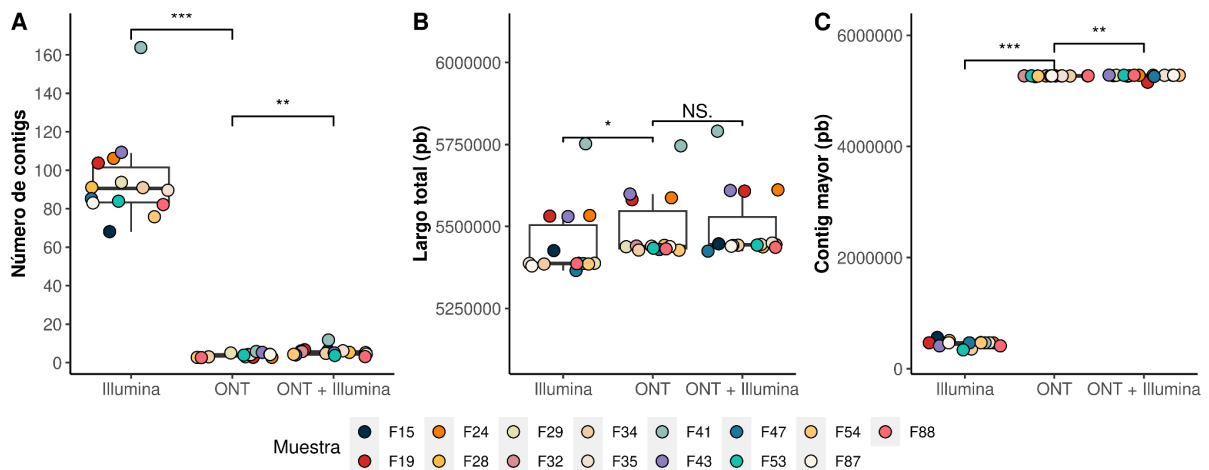 A
Número de contigs
160
140
120
100
80
60
40
20
0
***
**
Illumina
ONT
ONT + Illumina
B
Largo total (pb)
6000000
5750000
5500000
5250000
*
NS.
Illumina
ONT
ONT + Illumina
C
Contig mayor (pb)
6000000
4000000
2000000
0
***
**
Illumina
ONT
ONT + Illumina
Muestra
F15 F24 F29 F34 F41 F47 F54 F88
F19 F28 F32 F35 F43 F53 F87